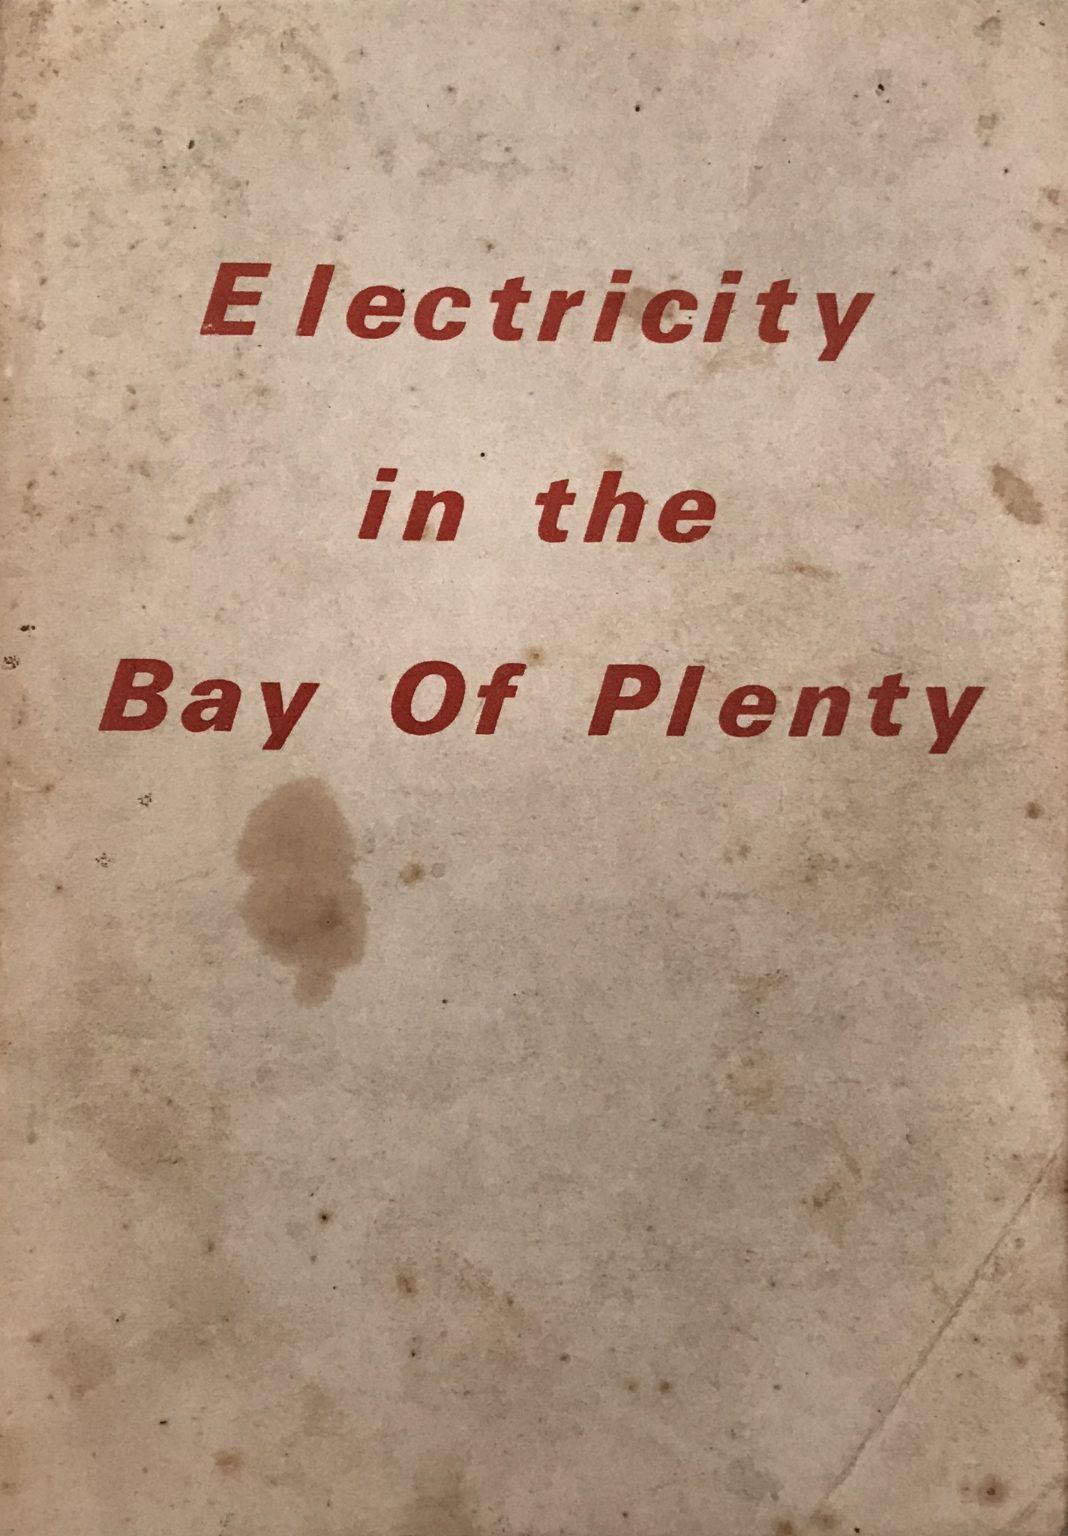 Electricity
in the
Bay Of Plenty